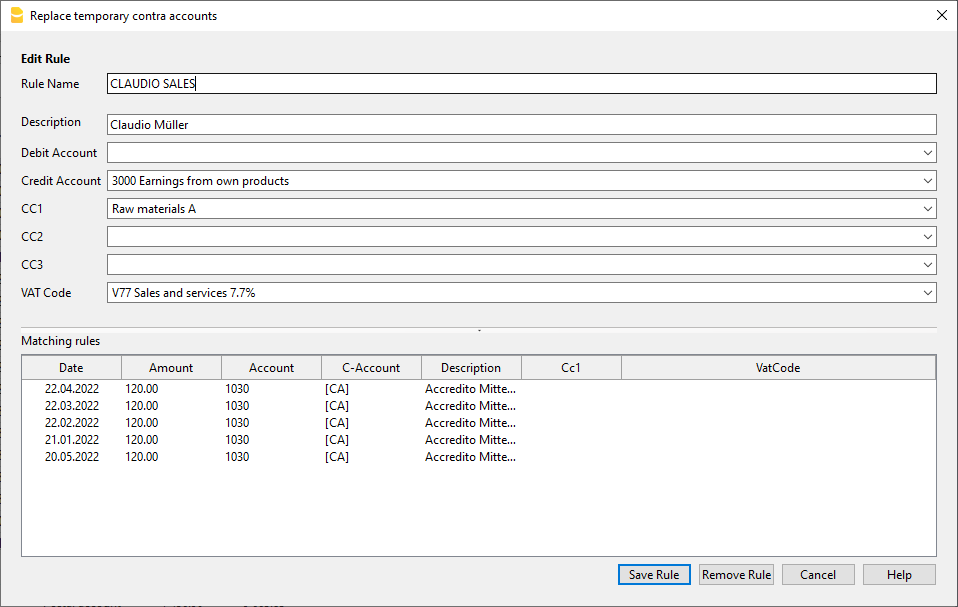 Replace temporary contra accounts
Edit Rule
Rule Name CLAUDIO SALES
Description Claudio Müller
Debit Account
Credit Account 3000 Earnings from own products
CC1 Raw materials A
CC2
CC3
VAT Code V77 Sales and services 7.7%
Matching rules
Date Amount Account C-Account Description Cc1 VatCode
22.04.2022 120.00 1030 [CA] Accredito Mitte...
22.03.2022 120.00 1030 [CA] Accredito Mitte...
22.02.2022 120.00 1030 [CA] Accredito Mitte...
21.01.2022 120.00 1030 [CA] Accredito Mitte...
20.05.2022 120.00 1030 [CA] Accredito Mitte...
Save Rule Remove Rule Cancel Help